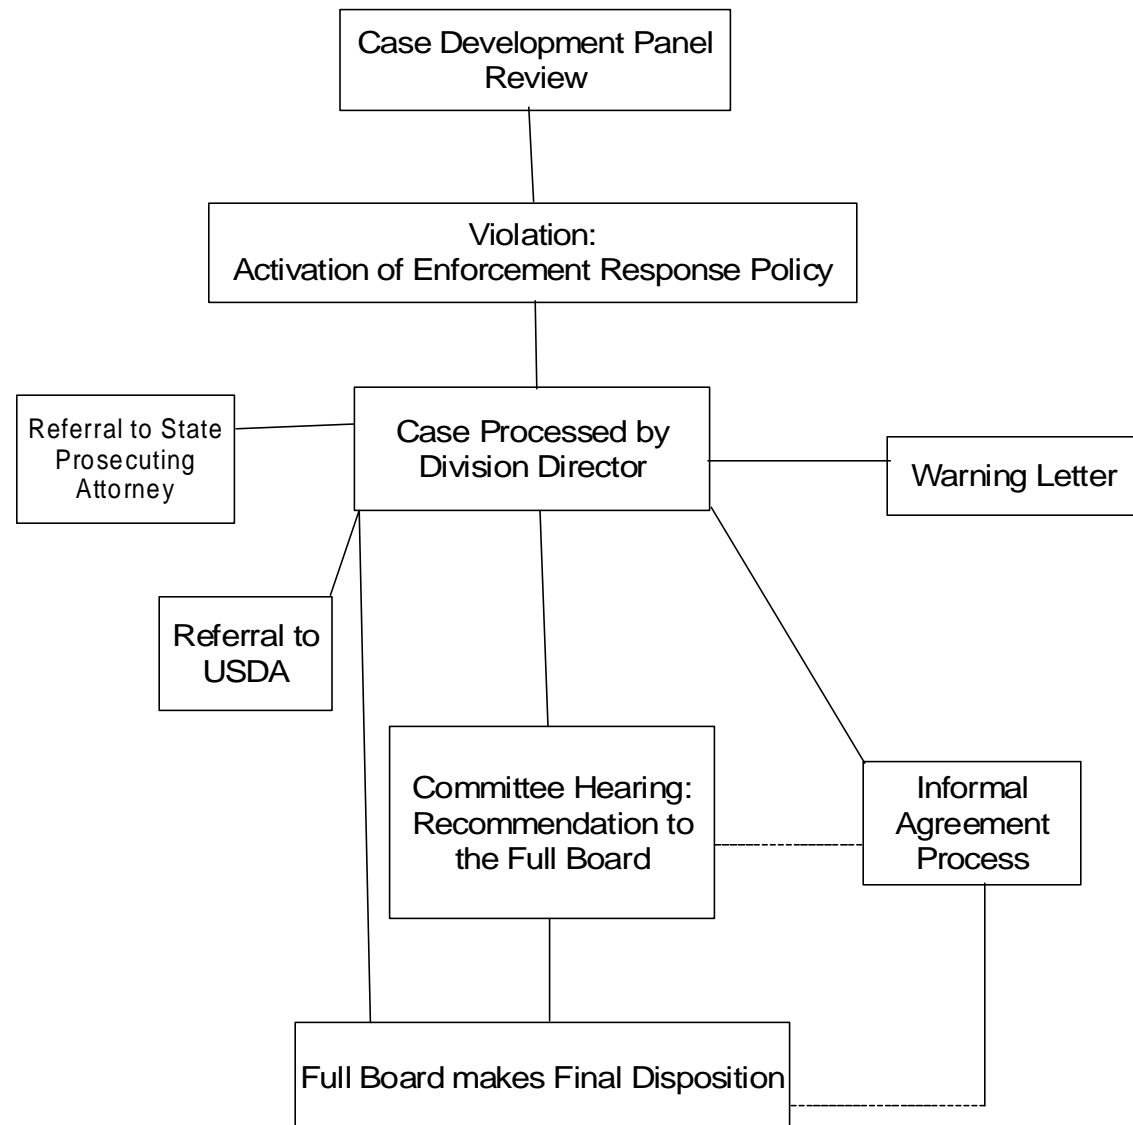 Case Development Panel
Review
Violation:
Activation of Enforcement Response Policy
Referral to State
Prosecuting
Attorney
Case Processed by
Division Director
Warning Letter
Referral to
USDA
Committee Hearing:
Recommendation to
the Full Board
Informal
Agreement
Process
Full Board makes Final Disposition